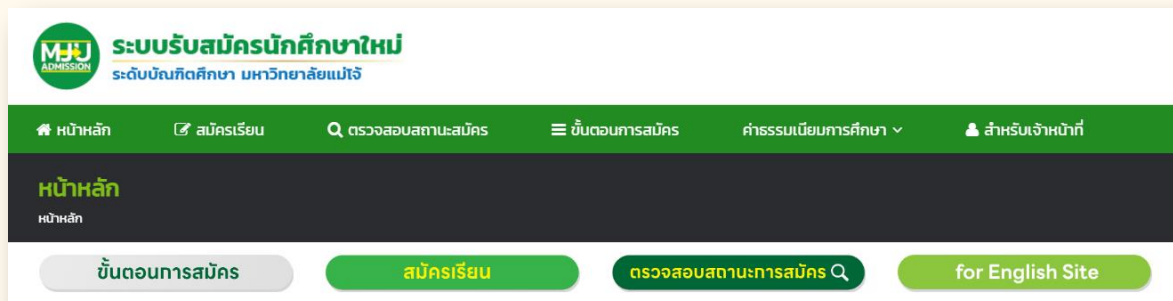 MJU
ADMISSION
ระบบรับสมัครนักศึกษาใหม่
ระดับบัณฑิตศึกษา มหาวิทยาลัยแม่โจ้
หน้าหลัก สมัครเรียน ตรวจสอบสถานะสมัคร ขั้นตอนการสมัคร ค่าธรรมเนียมการศึกษา สำหรับเจ้าหน้าที่
หน้าหลัก
หน้าหลัก
ขั้นตอนการสมัคร สมัครเรียน ตรวจสอบสถานะการสมัคร for English Site